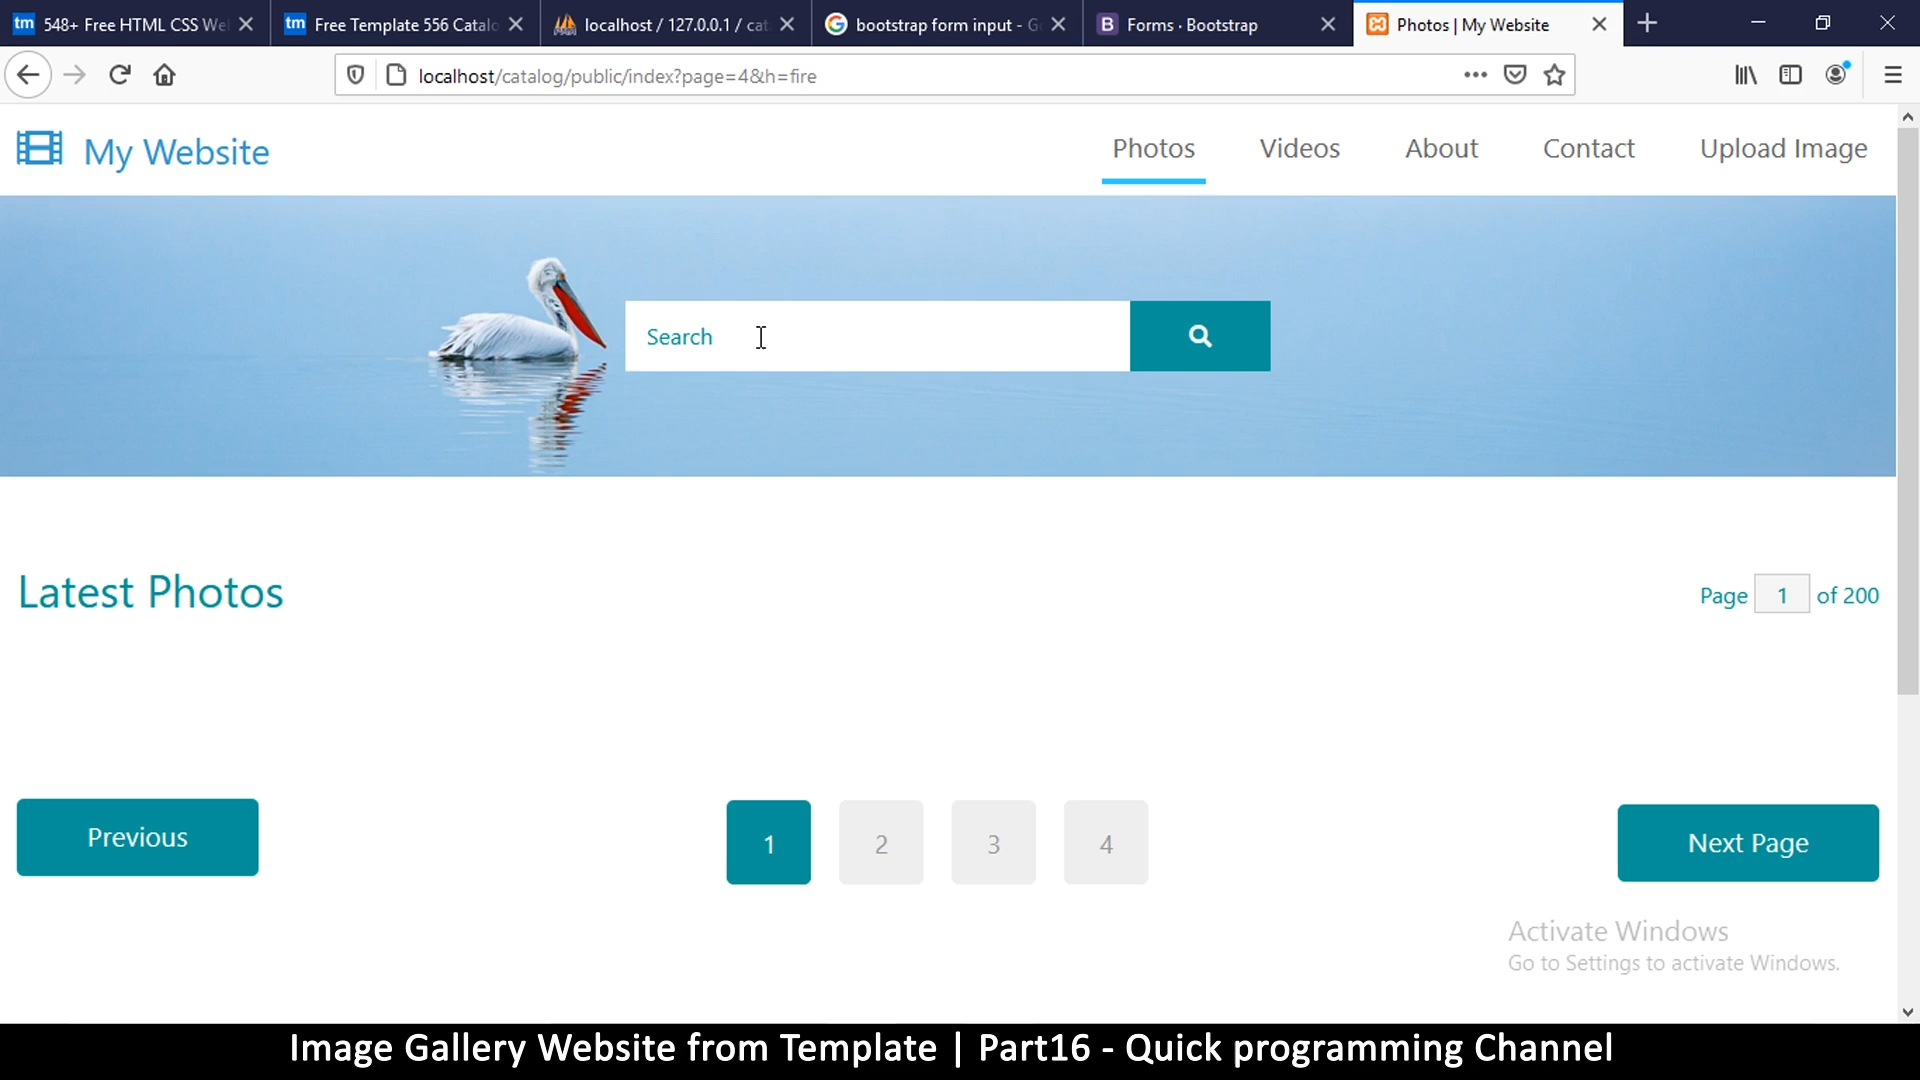 548+ Free HTML CSS We
Free Template 556 Catalo
localhost / 127.0.0.1 / cat
bootstrap form input - Go
Forms · Bootstrap
Photos | My Website
localhost/catalog/public/index?page=4&h=fire
My Website
Photos
Videos
About
Contact
Upload Image
Search
Latest Photos
Page 1 of 200
Previous
1
2
3
4
Next Page
Activate Windows
Go to Settings to activate Windows.
Image Gallery Website from Template | Part16 - Quick programming Channel